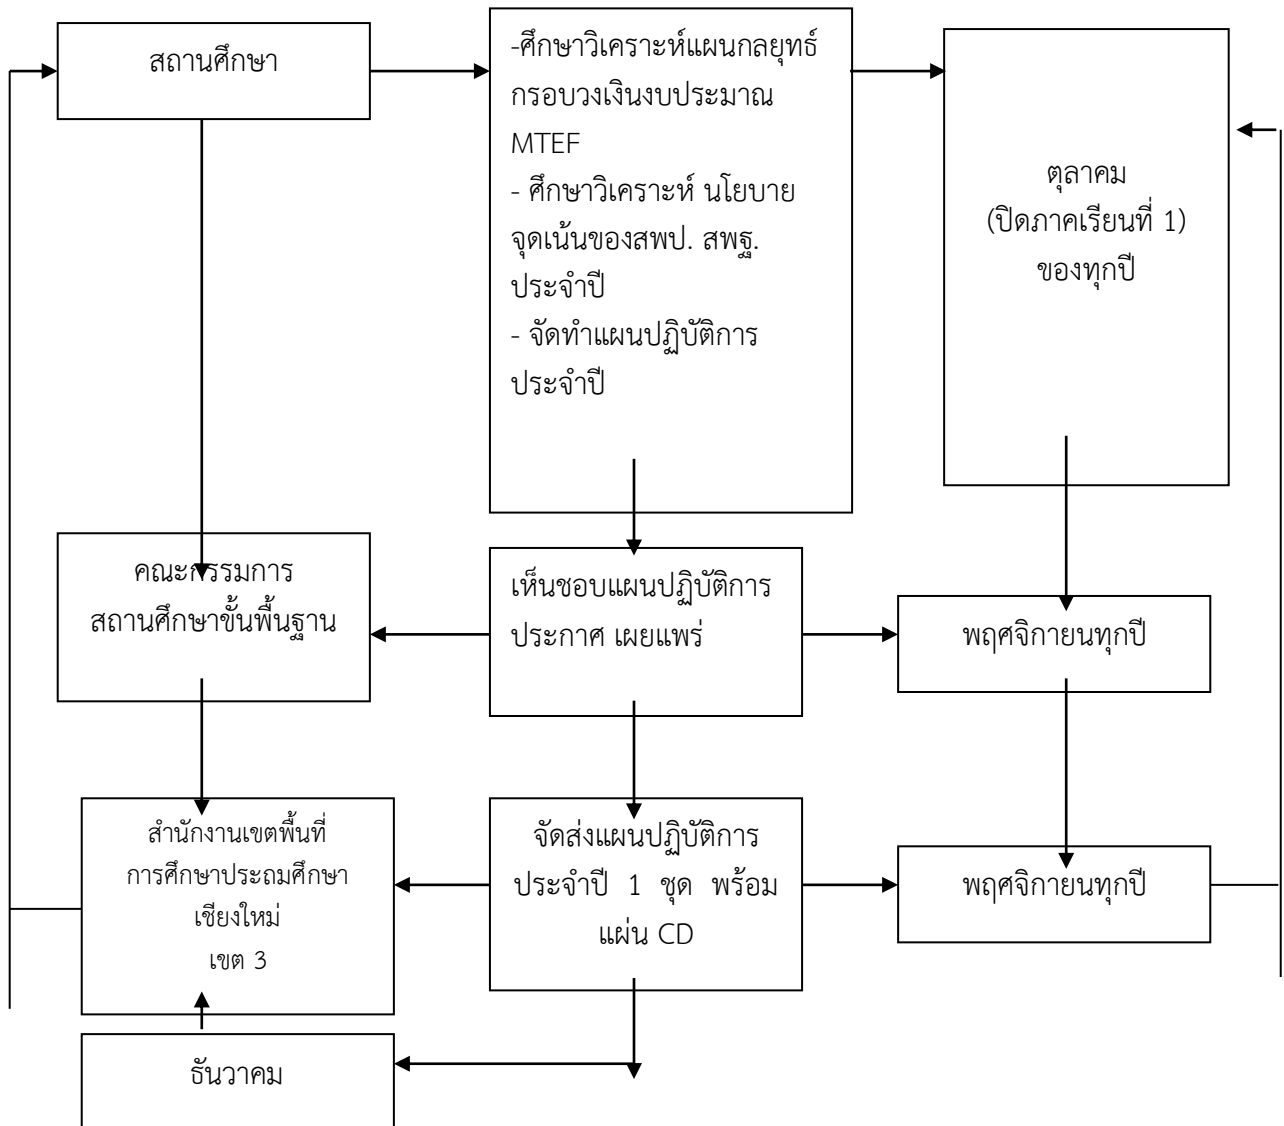 สถานศึกษา
-ศึกษาวิเคราะห์แผนกลยุทธ์
กรอบวงเงินงบประมาณ
MTEF
- ศึกษาวิเคราะห์ นโยบาย
จุดเน้นของสพป. สพฐ.
ประจำปี
- จัดทำแผนปฏิบัติการ
ประจำปี
ตุลาคม
(ปิดภาคเรียนที่ 1)
ของทุกปี
คณะกรรมการ
สถานศึกษาขั้นพื้นฐาน
เห็นชอบแผนปฏิบัติการ
ประกาศ เผยแพร่
พฤศจิกายนทุกปี
สำนักงานเขตพื้นที่
การศึกษาประถมศึกษา
เชียงใหม่
เขต 3
จัดส่งแผนปฏิบัติการ
ประจำปี 1 ชุด พร้อม
แผ่น CD
พฤศจิกายนทุกปี
ธันวาคม